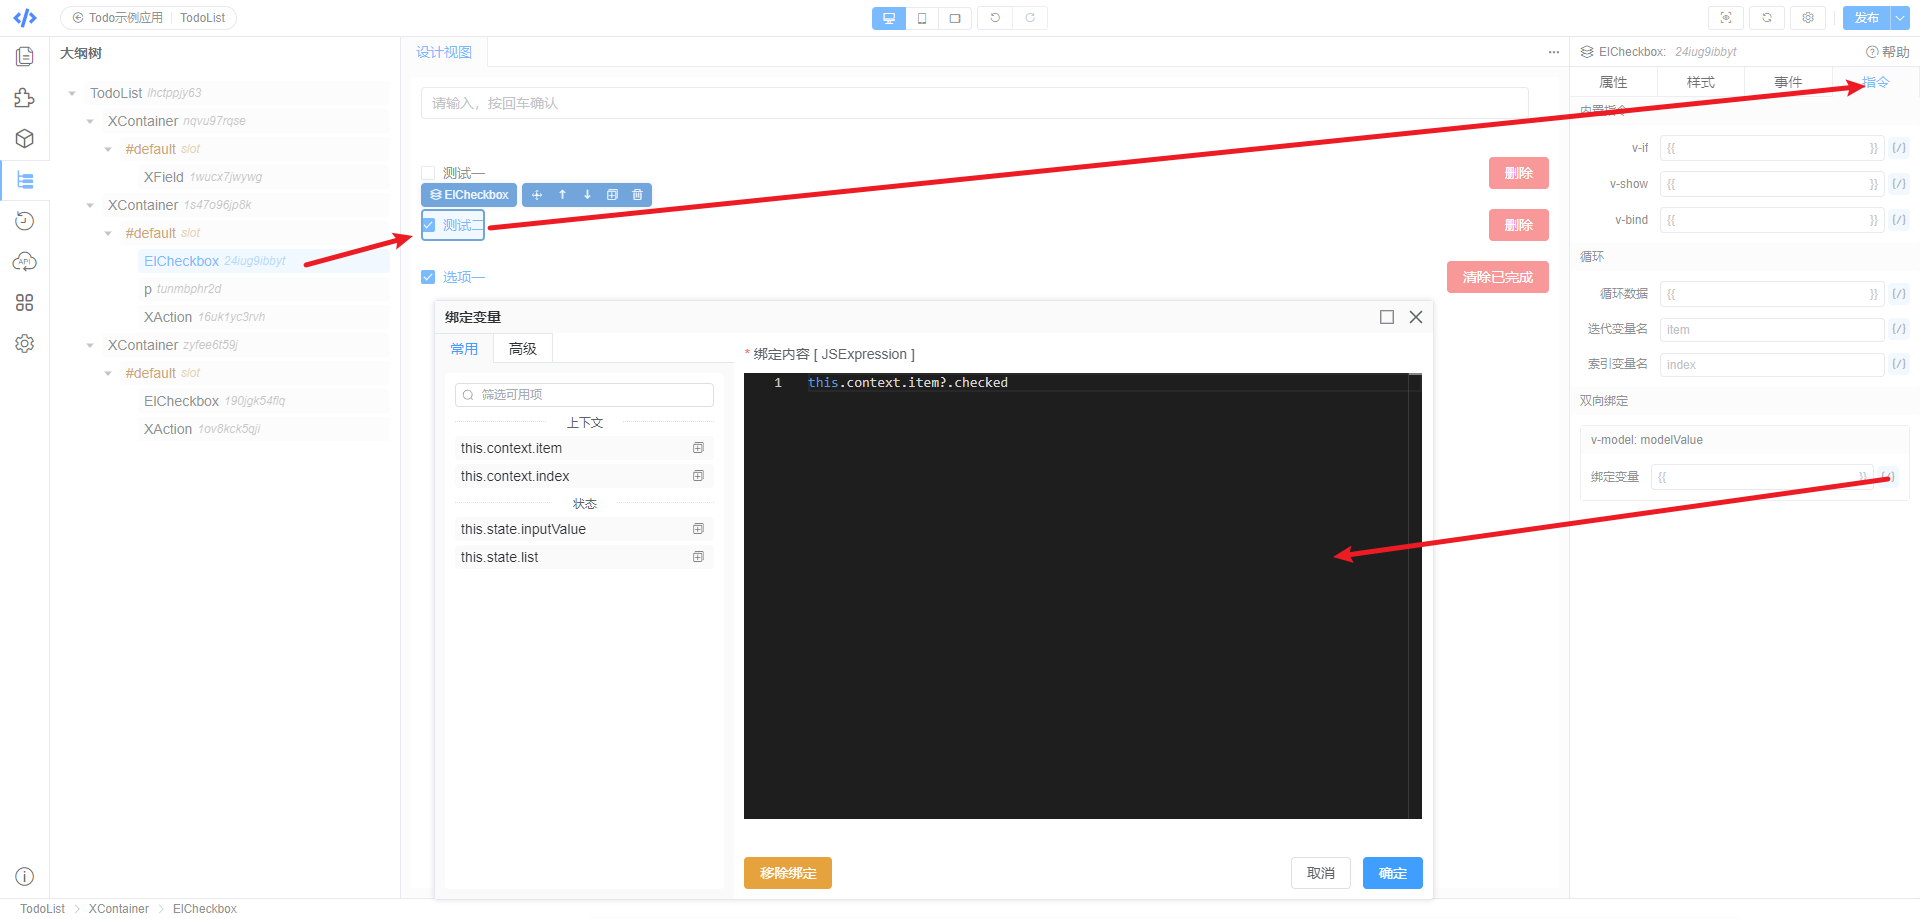 Todo示例应用 TodoList
发布
大纲树
TodoList lhctppjy63
XContainer nqvu97rqse
#default slot
XField 1wucx7jwywg
XContainer 1s47o96jp8k
#default slot
ElCheckbox 24iug9ibbyt
p tunmbphr2d
XAction 16uk1yc3rvh
XContainer zyfee6t59j
#default slot
ElCheckbox 190jgk54flq
XAction 1ov8kck5qji
设计视图
请输入，按回车确认
测试一
删除
ElCheckbox
测试二
删除
选项一
清除已完成
绑定变量
常用 高级
筛选可用项
上下文
this.context.item
this.context.index
状态
this.state.inputValue
this.state.list
* 绑定内容 [ JSExpression ]
1 this.context.item?.checked
移除绑定
取消
确定
ElCheckbox: 24iug9ibbyt
帮助
属性 样式 事件 指令
内置指令
v-if {{ }} {/}
v-show {{ }} {/}
v-bind {{ }} {/}
循环
循环数据 {{ }} {/}
迭代变量名 item {/}
索引变量名 index {/}
双向绑定
v-model: modelValue
绑定变量 {{ }} {/}
API
TodoList > XContainer > ElCheckbox